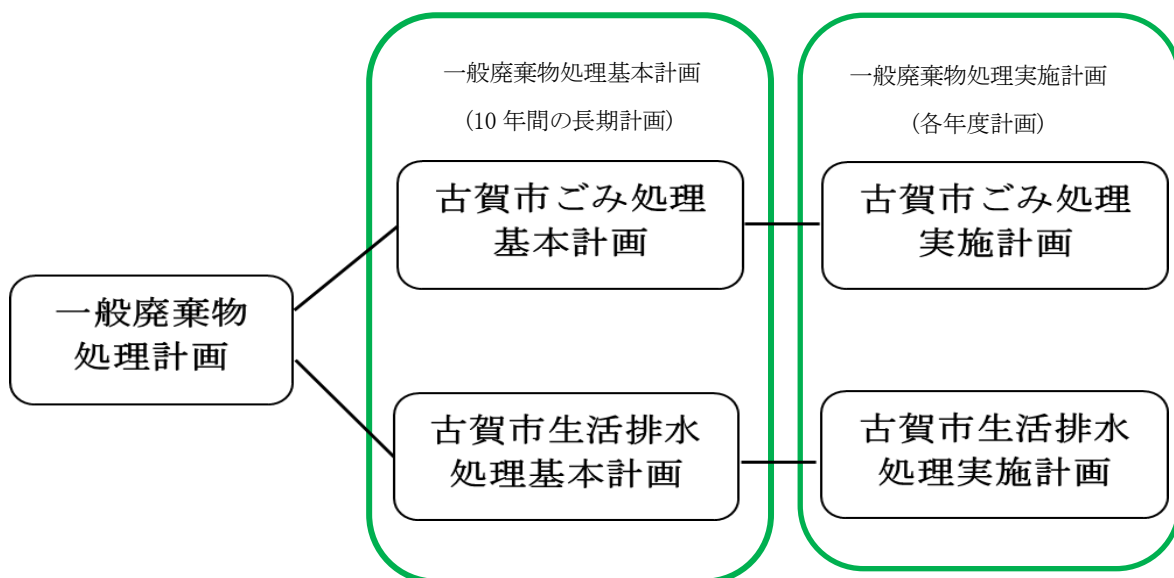 一般廃棄物処理基本計画
(10 年間の長期計画)
一般廃棄物処理実施計画
(各年度計画)
古賀市ごみ処理
基本計画
古賀市ごみ処理
実施計画
一般廃棄物
処理計画
古賀市生活排水
処理基本計画
古賀市生活排水
処理実施計画